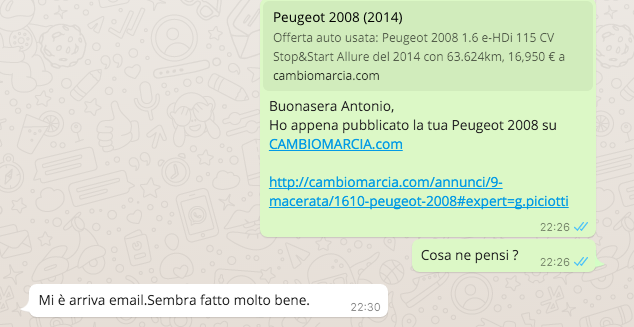 Peugeot 2008 (2014)
Offerta auto usata: Peugeot 2008 1.6 e-HDi 115 CV
Stop&Start Allure del 2014 con 63.624km, 16,950 € a
cambiomarcia.com
Buonasera Antonio,
Ho appena pubblicato la tua Peugeot 2008 su
CAMBIOMARCIA.com
http://cambiomarcia.com/annunci/9-
macerata/1610-peugeot-2008#expert=g.piciotti
22:26
Cosa ne pensi ?
22:26
Mi è arriva email.Sembra fatto molto bene.
22:30